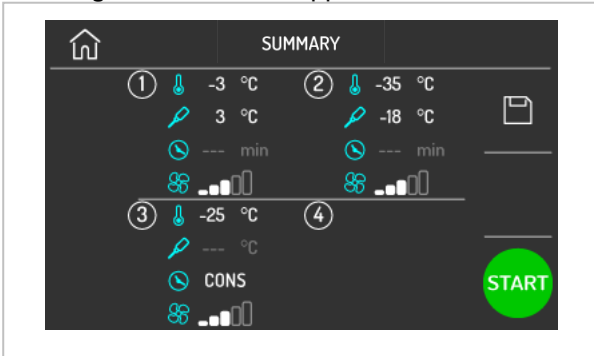 SUMMARY
1 -3 °C 2 -35 °C
3 °C -18 °C
--- min --- min
3 -25 °C 4
--- °C
CONS
START